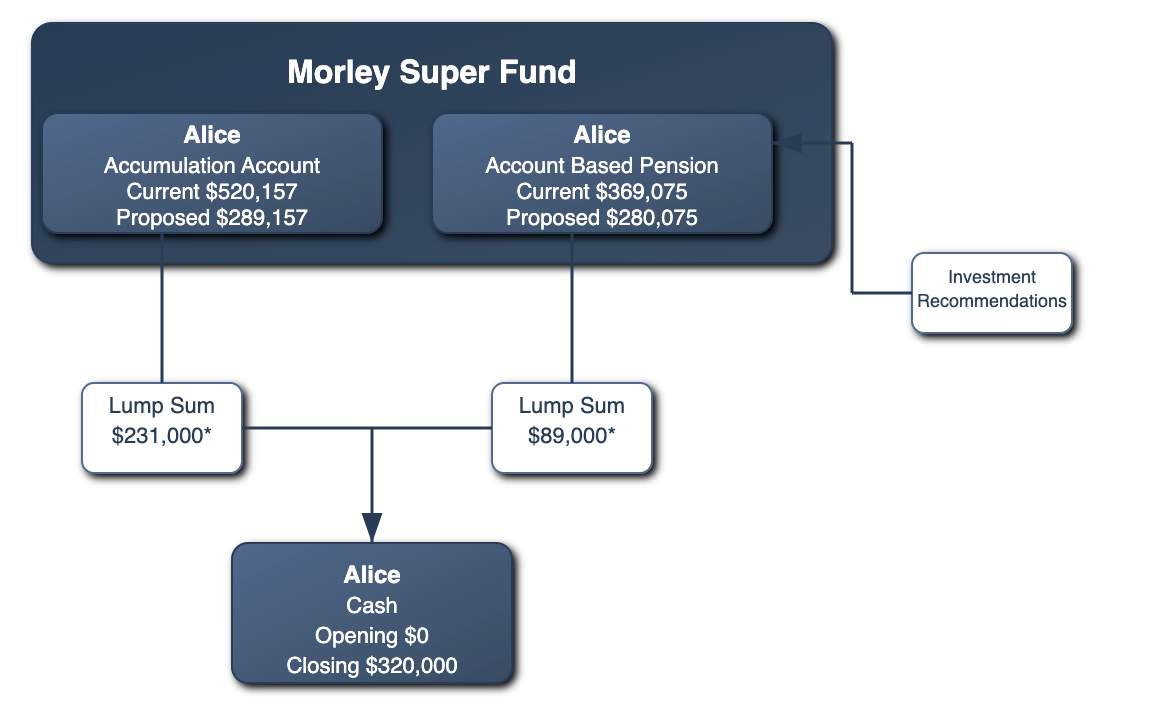 Morley Super Fund
Alice
Accumulation Account
Current $520,157
Proposed $289,157
Alice
Account Based Pension
Current $369,075
Proposed $280,075
Investment
Recommendations
Lump Sum
$231,000*
Lump Sum
$89,000*
Alice
Cash
Opening $0
Closing $320,000